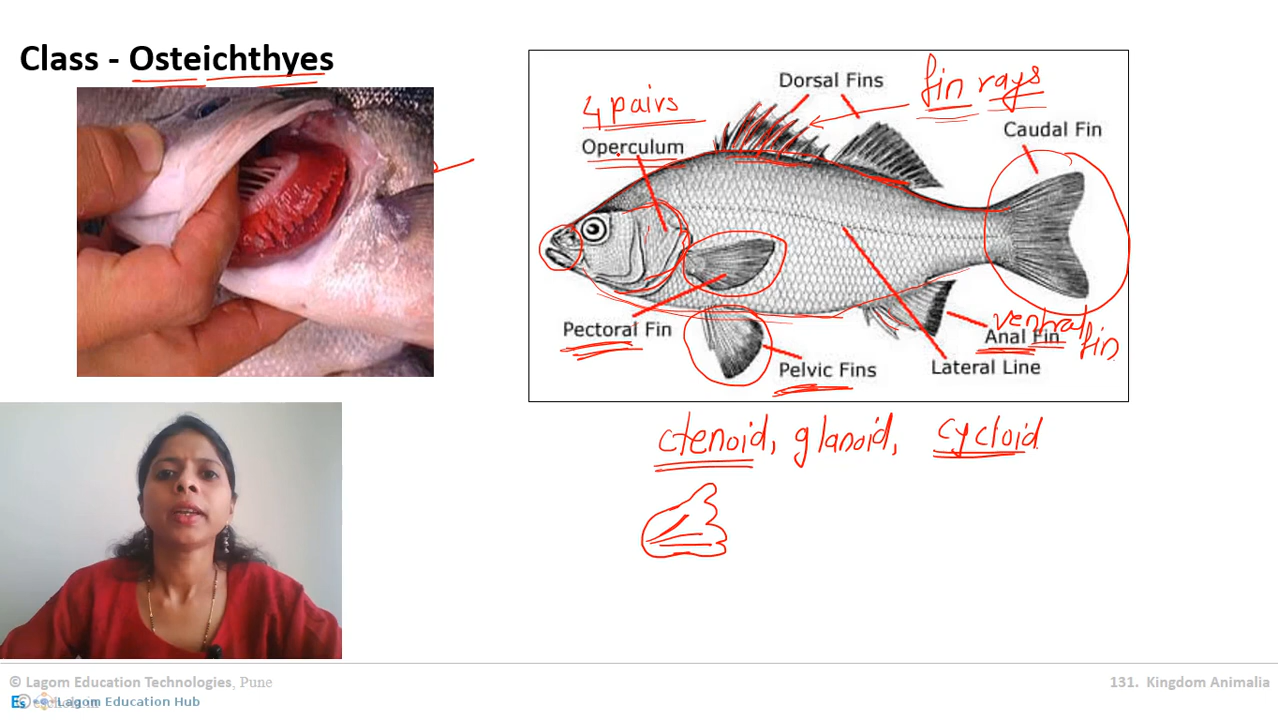 Class - Osteichthyes
Dorsal Fins
fin rays
4 pairs
Operculum
Caudal Fin
Pectoral Fin
ventral fin
Anal Fin
Pelvic Fins
Lateral Line
ctenoid, glanoid, cycloid
© Lagom Education Technologies, Pune
131. Kingdom Animalia
Lagom Education Hub